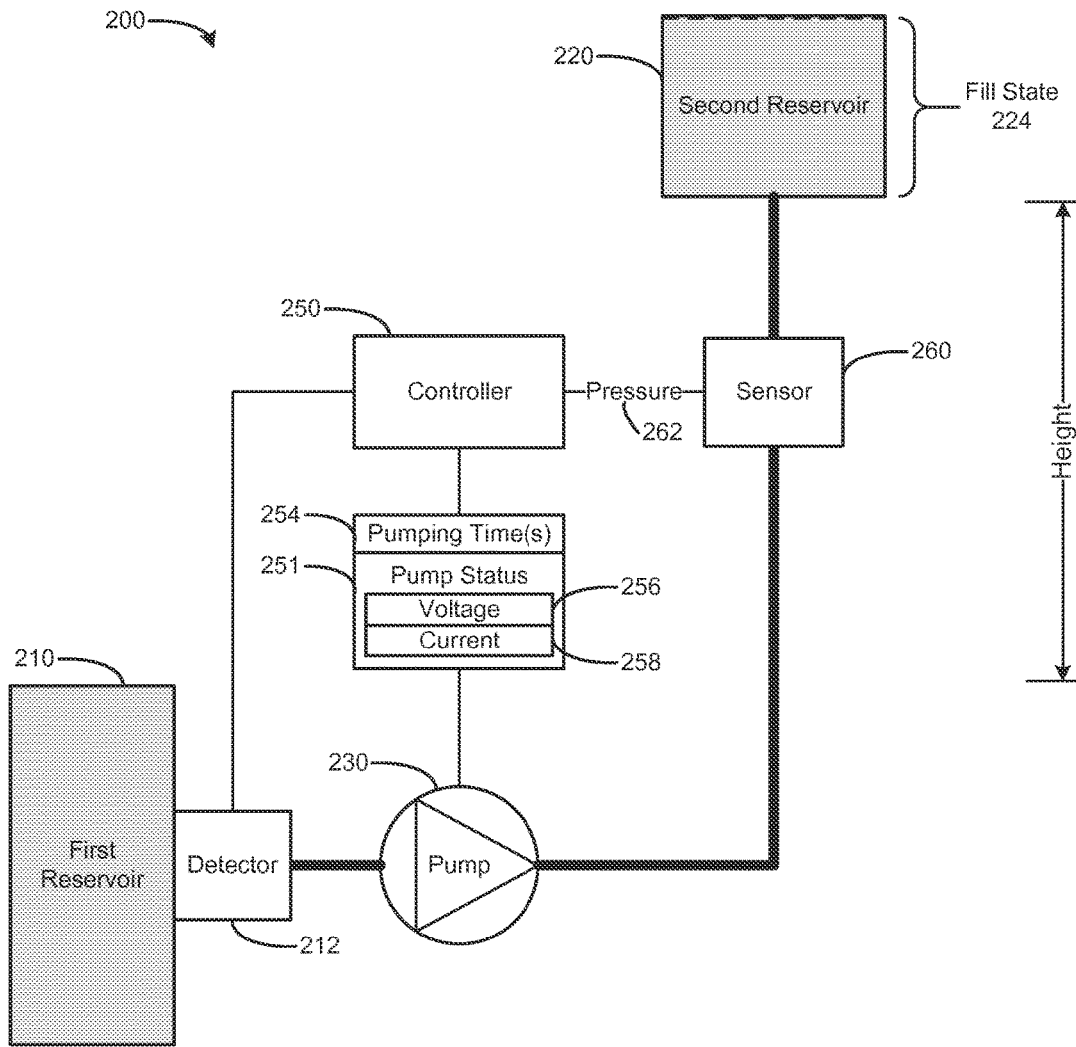 200
220
Second Reservoir
Fill State
224
250
Controller
Pressure
262
Sensor
260
Height
254
Pumping Time(s)
251
Pump Status
Voltage
256
Current
258
210
First
Reservoir
Detector
212
230
Pump